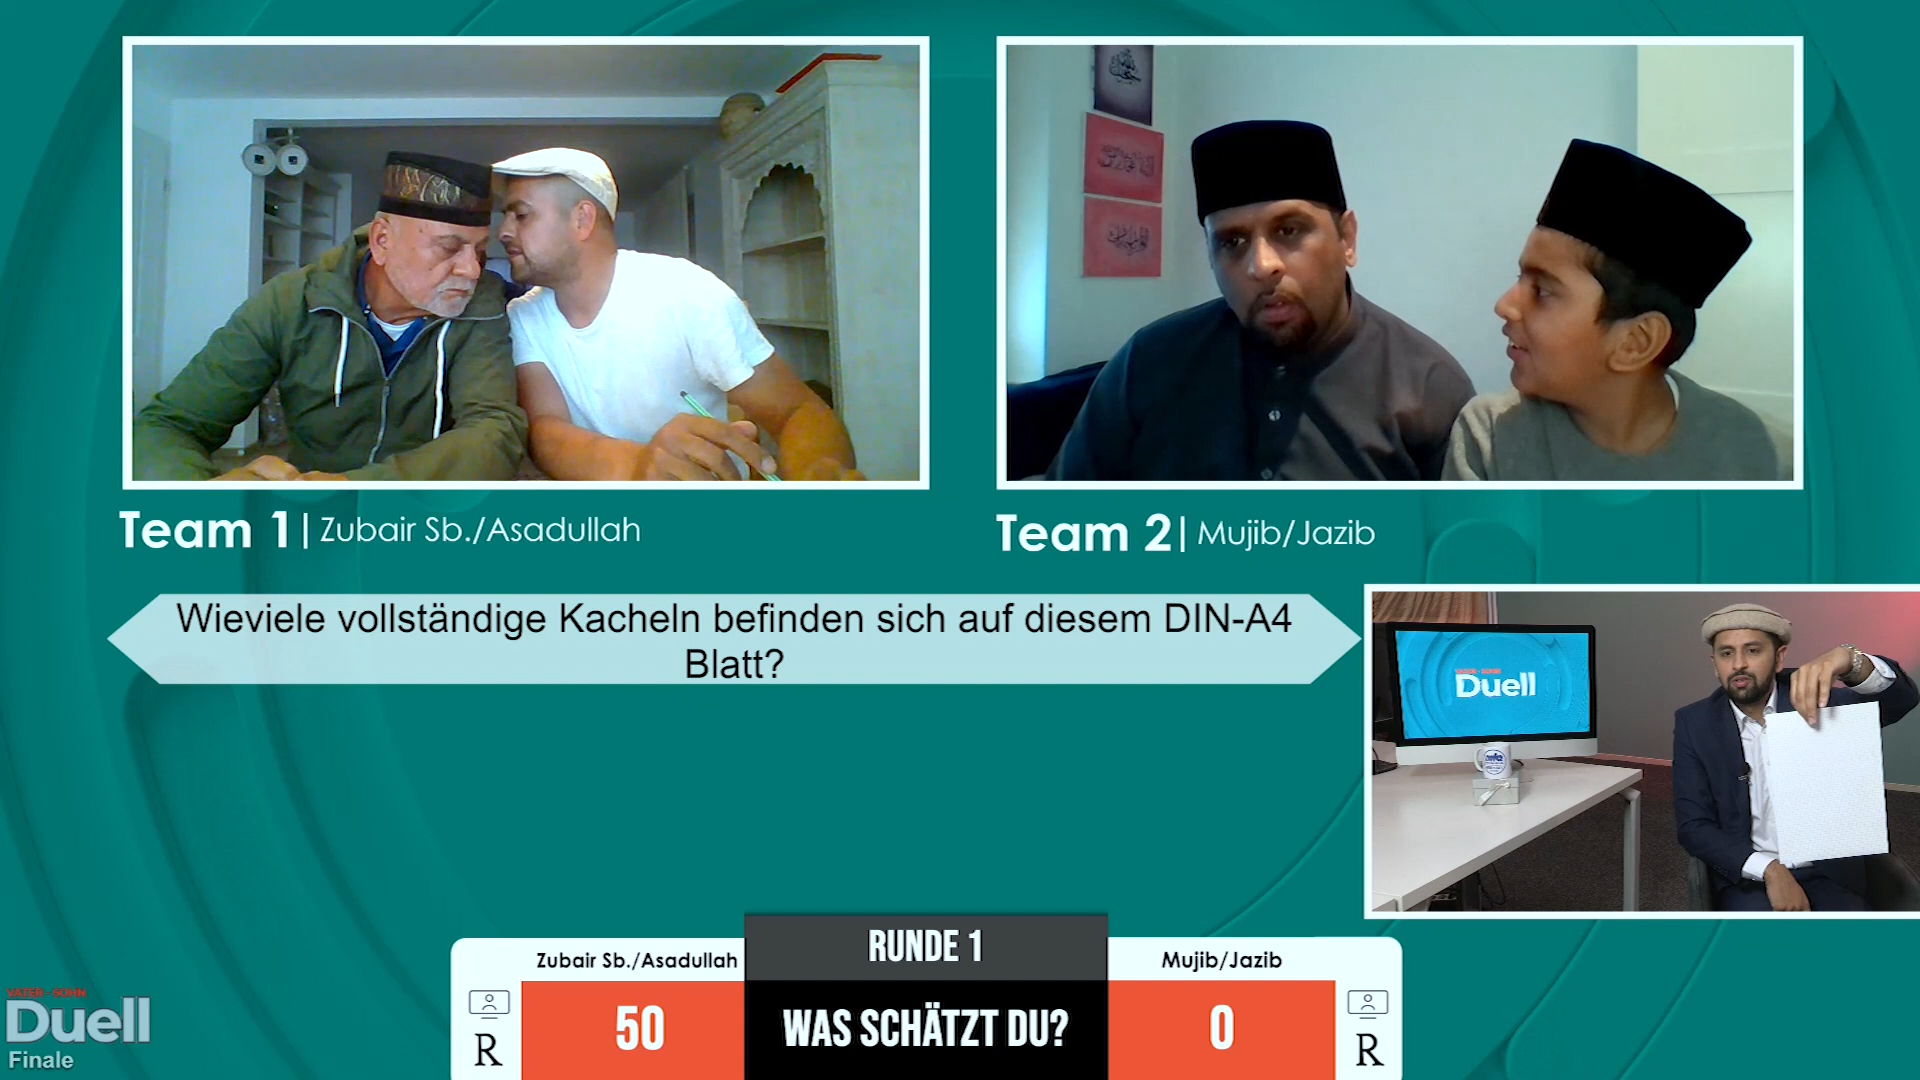 Team 1 | Zubair Sb./Asadullah
Team 2 | Mujib/Jazib
Wieviele vollständige Kacheln befinden sich auf diesem DIN-A4
Blatt?
Duell
Zubair Sb./Asadullah
RUNDE 1
Mujib/Jazib
50
WAS SCHÄTZT DU?
0
R
R
VATER - SOHN
Duell
Finale